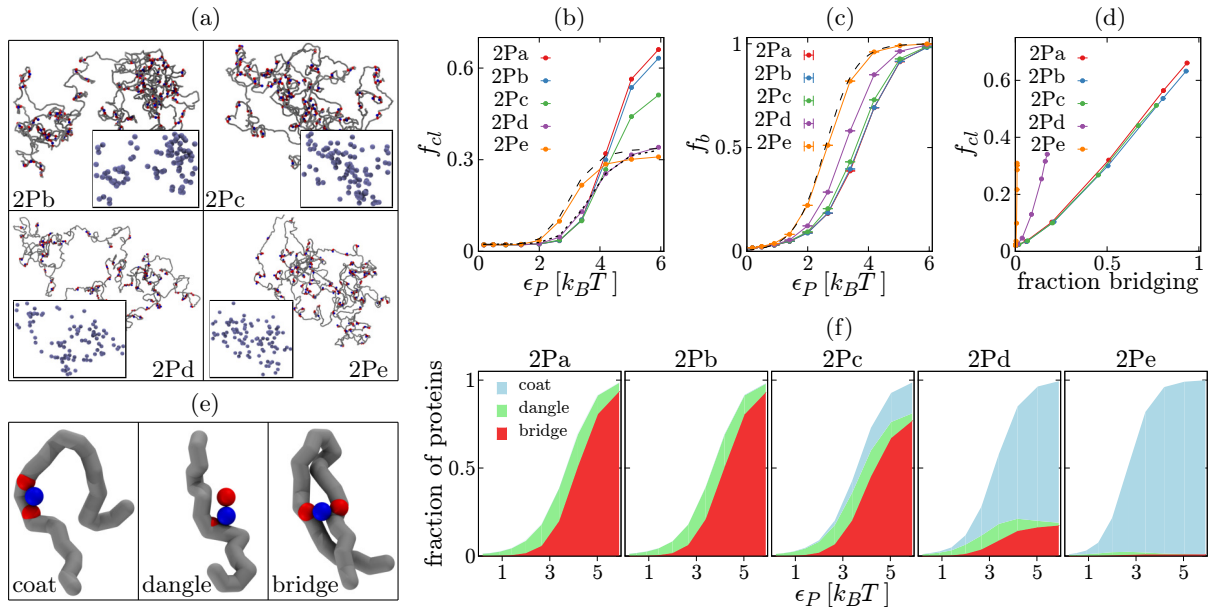 (a)
2Pb
2Pc
2Pd
2Pe
(b)
f_cl
0.6
0.3
0
2Pa
2Pb
2Pc
2Pd
2Pe
0 2 4 6
ϵ_P [k_BT]
(c)
f_b
1
0.5
0
2Pa
2Pb
2Pc
2Pd
2Pe
0 2 4 6
ϵ_P [k_BT]
(d)
f_cl
0.6
0.4
0.2
0
2Pa
2Pb
2Pc
2Pd
2Pe
0 0.5 1
fraction bridging
(e)
coat
dangle
bridge
(f)
2Pa 2Pb 2Pc 2Pd 2Pe
fraction of proteins
1
0.5
0
coat
dangle
bridge
1 3 5 1 3 5 1 3 5 1 3 5 1 3 5
ϵ_P [k_BT]